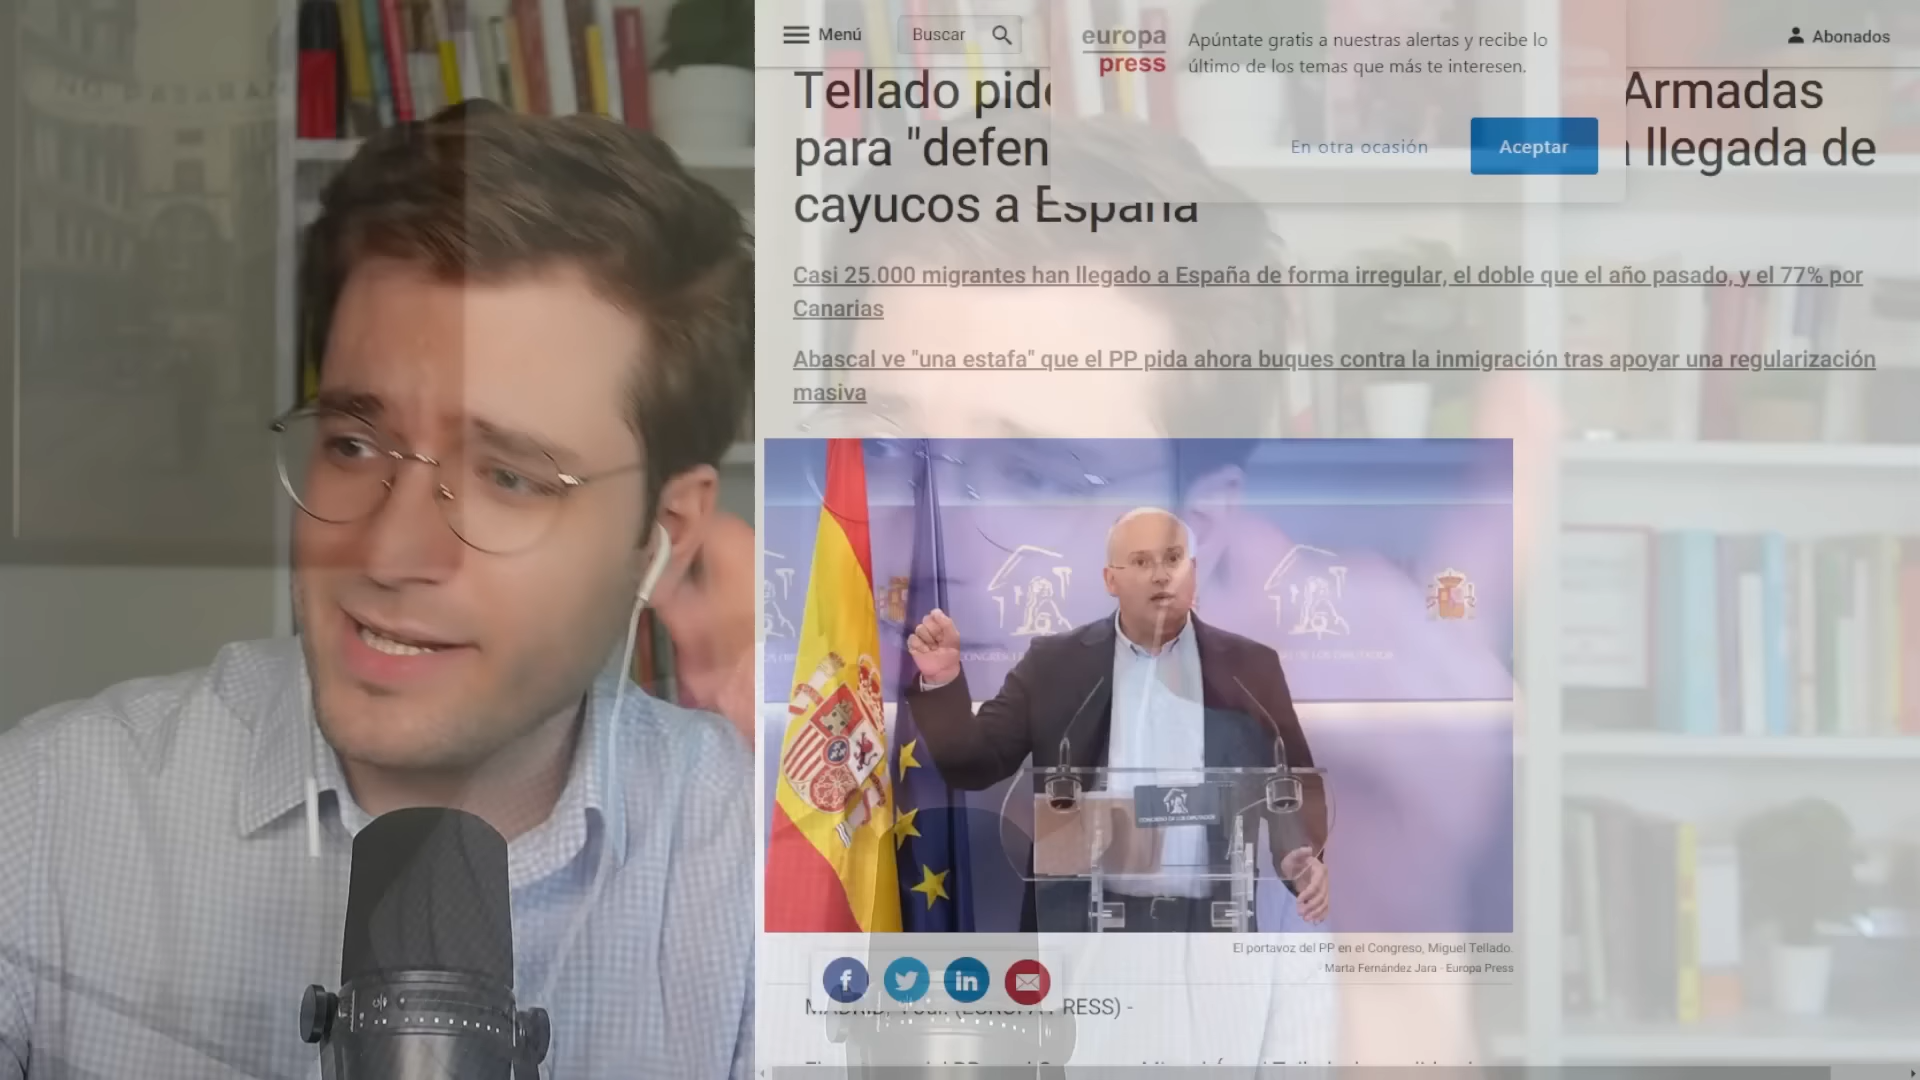 Menú
Buscar
europa
press
Apúntate gratis a nuestras alertas y recibe lo
último de los temas que más te interesen.
En otra ocasión
Aceptar
Abonados
Tellado Armadas
para "defen llegada de
cayucos a España
Casi 25.000 migrantes han llegado a España de forma irregular, el doble que el año pasado, y el 77% por
Canarias
Abascal ve "una estafa" que el PP pida ahora buques contra la inmigración tras apoyar una regularización
masiva
El portavoz del PP en el Congreso, Miguel Tellado.
- Marta Fernández Jara - Europa Press
RESS) -